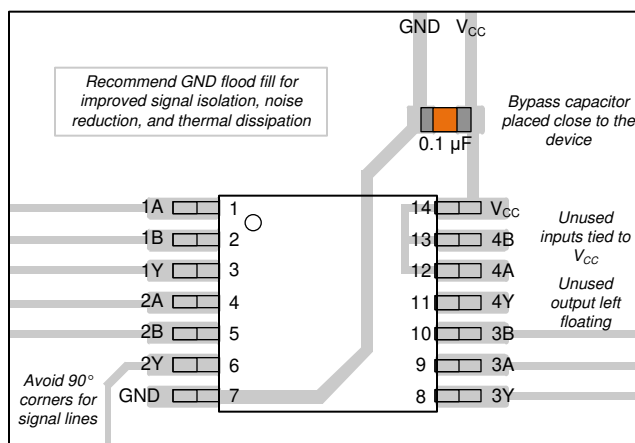 GND VCC
Recommend GND flood fill for
improved signal isolation, noise
reduction, and thermal dissipation
Bypass capacitor
placed close to the
device
0.1 µF
1A 1 14 VCC
1B 2 13 4B
1Y 3 12 4A
2A 4 11 4Y
2B 5 10 3B
2Y 6 9 3A
GND 7 8 3Y
Unused
inputs tied to
VCC
Unused
output left
floating
Avoid 90°
corners for
signal lines